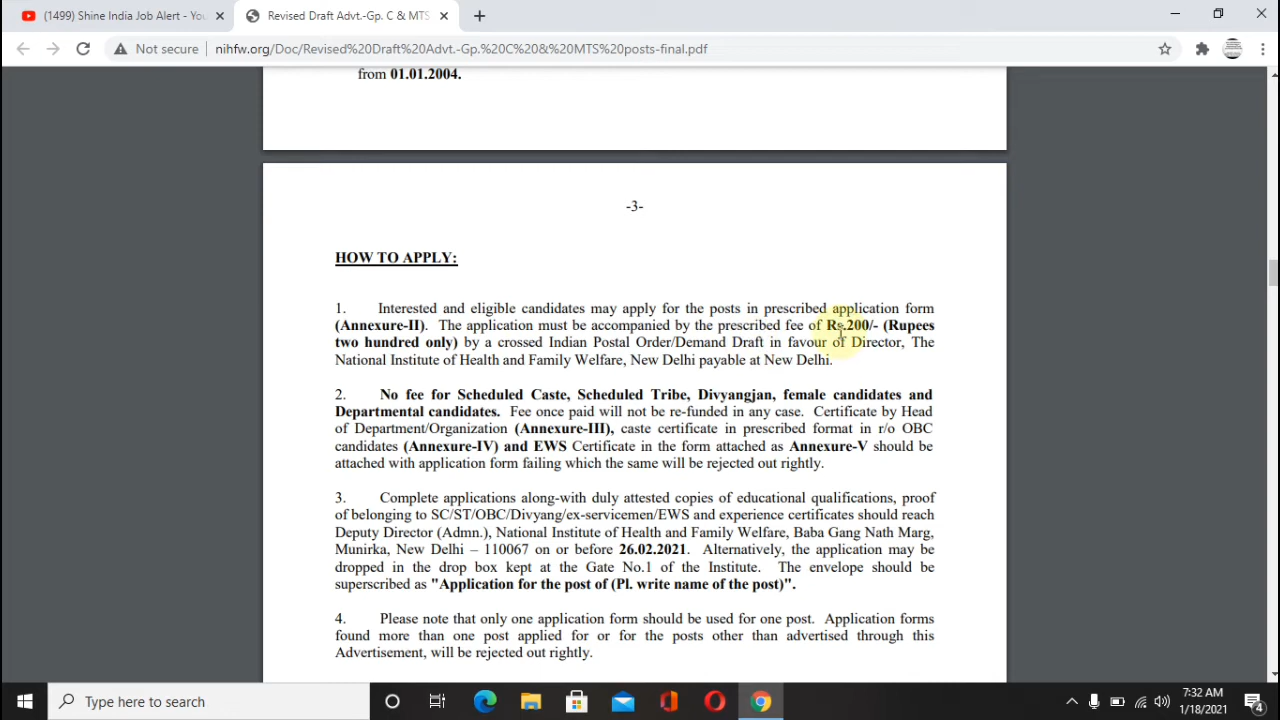 (1499) Shine India Job Alert - You
Revised Draft Advt.-Gp. C & MTS
Not secure
nihfw.org/Doc/Revised%20Draft%20Advt.-Gp.%20C%20&%20MTS%20posts-final.pdf
from 01.01.2004.
-3-
HOW TO APPLY:
1. Interested and eligible candidates may apply for the posts in prescribed application form
(Annexure-II). The application must be accompanied by the prescribed fee of Rs.200/- (Rupees
two hundred only) by a crossed Indian Postal Order/Demand Draft in favour of Director, The
National Institute of Health and Family Welfare, New Delhi payable at New Delhi.
2. No fee for Scheduled Caste, Scheduled Tribe, Divyangjan, female candidates and
Departmental candidates. Fee once paid will not be re-funded in any case. Certificate by Head
of Department/Organization (Annexure-III), caste certificate in prescribed format in r/o OBC
candidates (Annexure-IV) and EWS Certificate in the form attached as Annexure-V should be
attached with application form failing which the same will be rejected out rightly.
3. Complete applications along-with duly attested copies of educational qualifications, proof
of belonging to SC/ST/OBC/Divyang/ex-servicemen/EWS and experience certificates should reach
Deputy Director (Admn.), National Institute of Health and Family Welfare, Baba Gang Nath Marg,
Munirka, New Delhi – 110067 on or before 26.02.2021. Alternatively, the application may be
dropped in the drop box kept at the Gate No.1 of the Institute. The envelope should be
superscribed as "Application for the post of (Pl. write name of the post)".
4. Please note that only one application form should be used for one post. Application forms
found more than one post applied for or for the posts other than advertised through this
Advertisement, will be rejected out rightly.
Type here to search
7:32 AM
1/18/2021
4